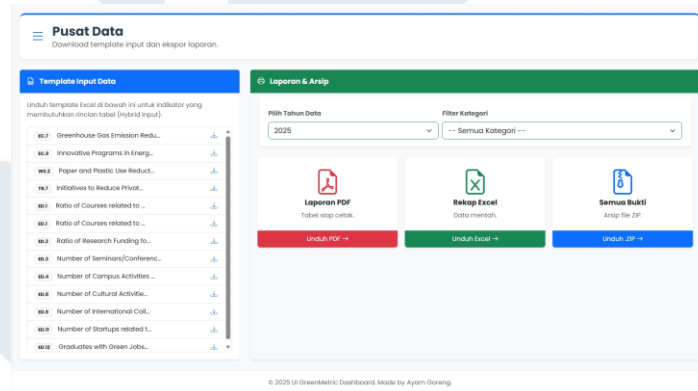 Pusat Data
Download template input dan ekspor laporan.
Template Input Data
Unduh template Excel di bawah ini untuk indikator yang
membutuhkan rincian tabel (Hybrid Input).
EC.7 Greenhouse Gas Emission Redu...
EC.8 Innovative Programs in Energ...
WS.2 Paper and Plastic Use Reduct...
TR.7 Initiatives to Reduce Privat...
ED.1 Ratio of Courses related to ...
ED.1 Ratio of Courses related to ...
ED.2 Ratio of Research Funding fo...
ED.3 Number of Seminars/Conferenc...
ED.4 Number of Campus Activities ...
Number of Cultural Activitie...
Number of International Coll...
ED.11 Number of Startups related t...
ED.12 Graduates with Green Jobs...
Laporan & Arsip
Pilih Tahun Data
2025
Filter Kategori
-- Semua Kategori --
Laporan PDF
Tabel siap cetak.
Unduh PDF →
Rekap Excel
Data mentah.
Unduh Excel →
Semua Bukti
Arsip file ZIP.
Unduh .ZIP →
© 2025 UI GreenMetric Dashboard. Made by Ayam Goreng.